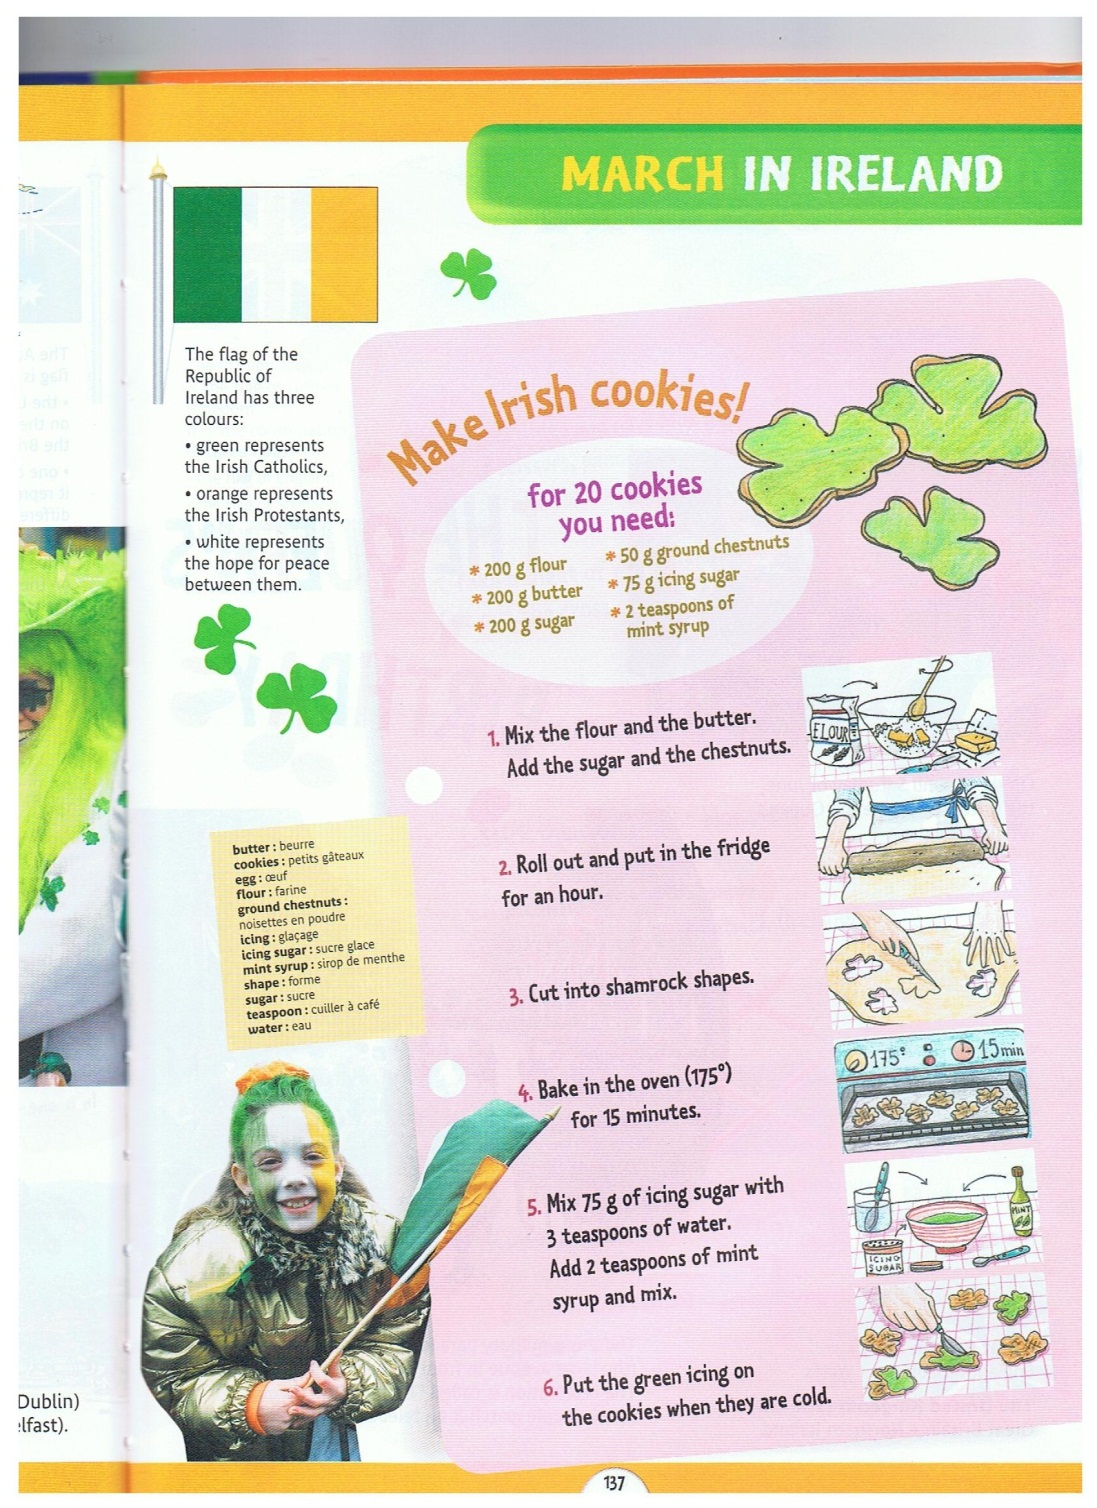 MARCH IN IRELAND
The flag of the
Republic of
Ireland has three
colours:
• green represents
the Irish Catholics,
• orange represents
the Irish Protestants,
• white represents
the hope for peace
between them.
Make Irish cookies!
for 20 cookies
you need:
* 200 g flour
* 200 g butter
* 200 g sugar
* 50 g ground chestnuts
* 75 g icing sugar
* 2 teaspoons of
mint syrup
1. Mix the flour and the butter.
Add the sugar and the chestnuts.
FLOUR
2. Roll out and put in the fridge
for an hour.
3. Cut into shamrock shapes.
4. Bake in the oven (175°)
for 15 minutes.
175°
15 min
5. Mix 75 g of icing sugar with
3 teaspoons of water.
Add 2 teaspoons of mint
syrup and mix.
MINT
ICING
SUGAR
6. Put the green icing on
the cookies when they are cold.
butter : beurre
cookies : petits gâteaux
egg : œuf
flour : farine
ground chestnuts :
noisettes en poudre
icing : glaçage
icing sugar : sucre glace
mint syrup : sirop de menthe
shape : forme
sugar : sucre
teaspoon : cuiller à café
water : eau
Dublin)
lfast).
137